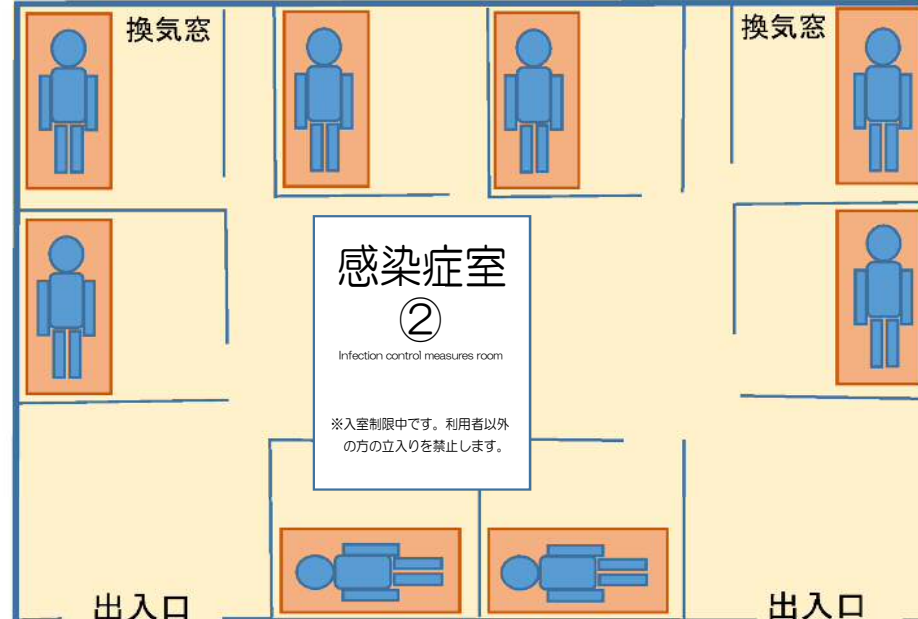 換気窓
換気窓
感染症室
②
Infection control measures room
※入室制限中です。利用者以外
の方の立入りを禁止します。
出入口
出入口